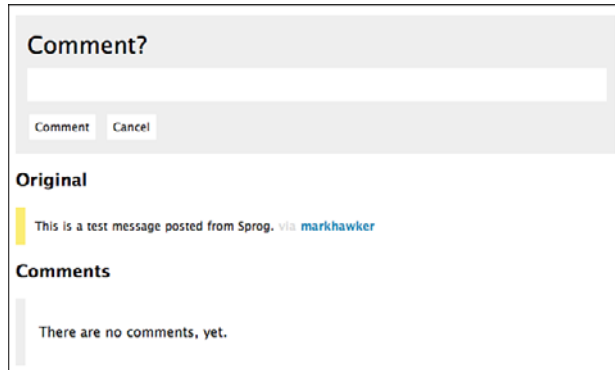 Comment?
Comment Cancel
Original
This is a test message posted from Sprog. via markhawker
Comments
There are no comments, yet.